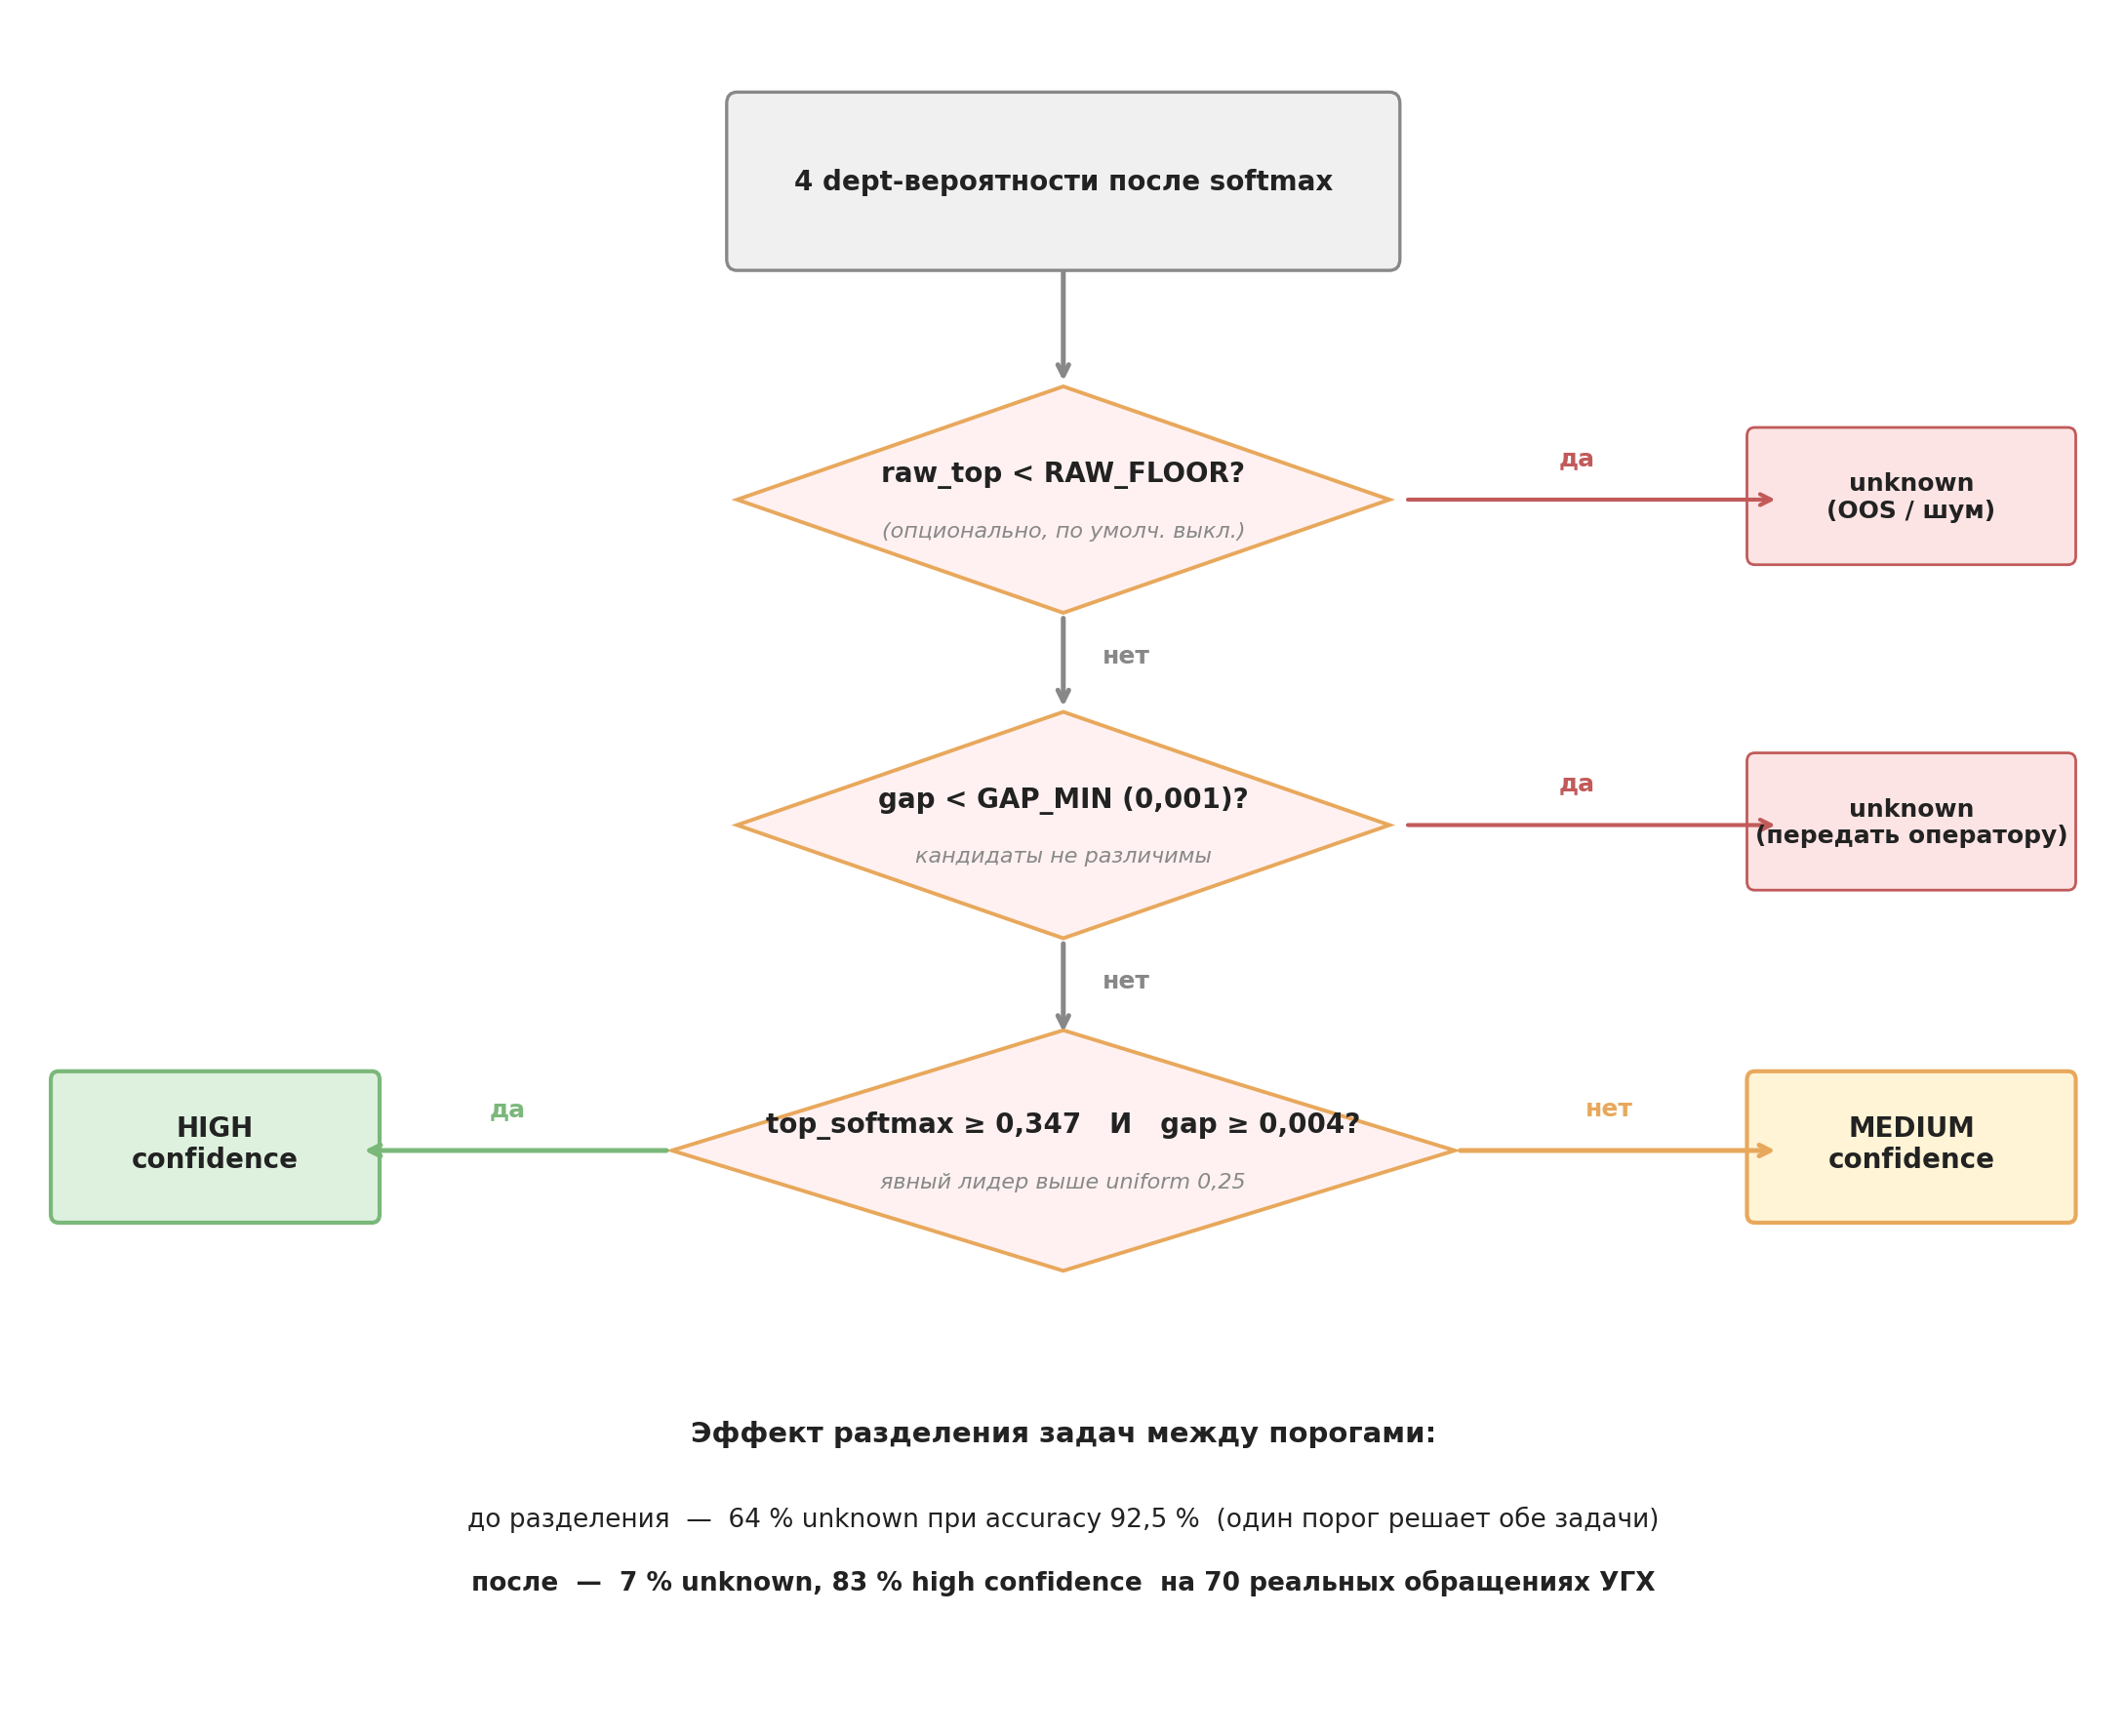 4 dept-вероятности после softmax
raw_top < RAW_FLOOR?
(опционально, по умолч. выкл.)
да
unknown
(OOS / шум)
нет
gap < GAP_MIN (0,001)?
кандидаты не различимы
да
unknown
(передать оператору)
нет
HIGH
confidence
да
top_softmax ≥ 0,347   И   gap ≥ 0,004?
явный лидер выше uniform 0,25
нет
MEDIUM
confidence
Эффект разделения задач между порогами:
до разделения  —  64 % unknown при accuracy 92,5 %  (один порог решает обе задачи)
после  —  7 % unknown, 83 % high confidence  на 70 реальных обращениях УГХ